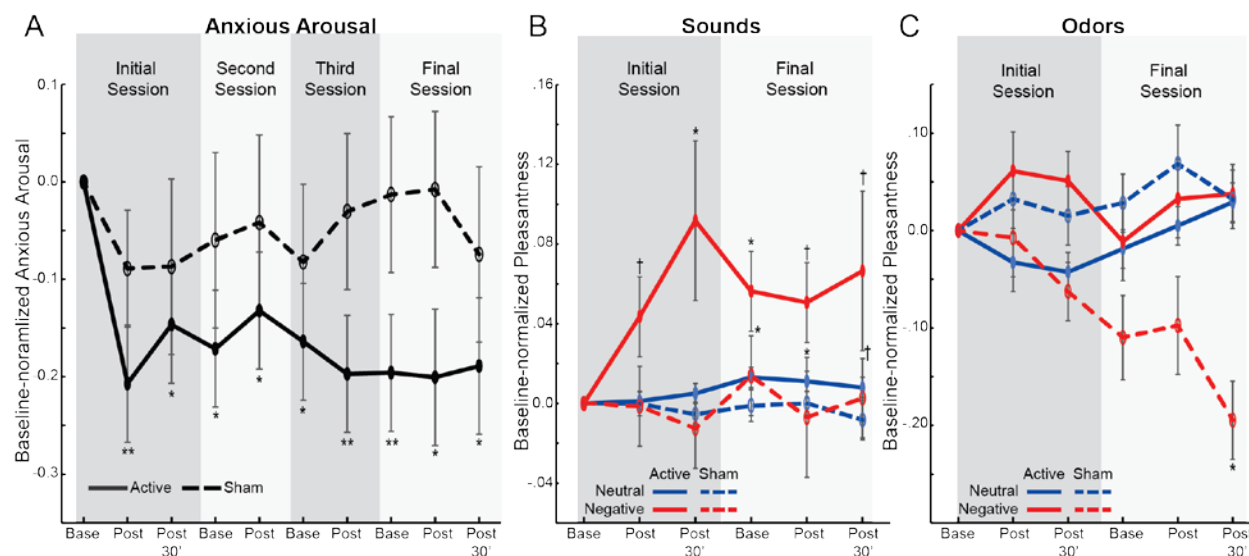 A
Anxious Arousal
Initial
Session
Second
Session
Third
Session
Final
Session
Baseline-noramlized Anxious Arousal
0.1
0.0
-0.1
0.2
-0.3
**
*
*
*
*
**
**
*
*
Active
Sham
Base Post Post Base Post Base Post Base Post Post
30' 30'
B
Sounds
Initial
Session
Final
Session
Baseline-normalized Pleasantness
.16
0.12
0.08
.04
0.0
-.04
†
*
*
†
†
*
*
†
Active Sham
Neutral
Negative
Base Post Post Base Post Post
30' 30'
C
Odors
Initial
Session
Final
Session
Baseline-normalized Pleasantness
.10
0.0
-.10
-.20
*
Active Sham
Neutral
Negative
Base Post Post Base Post Post
30' 30'